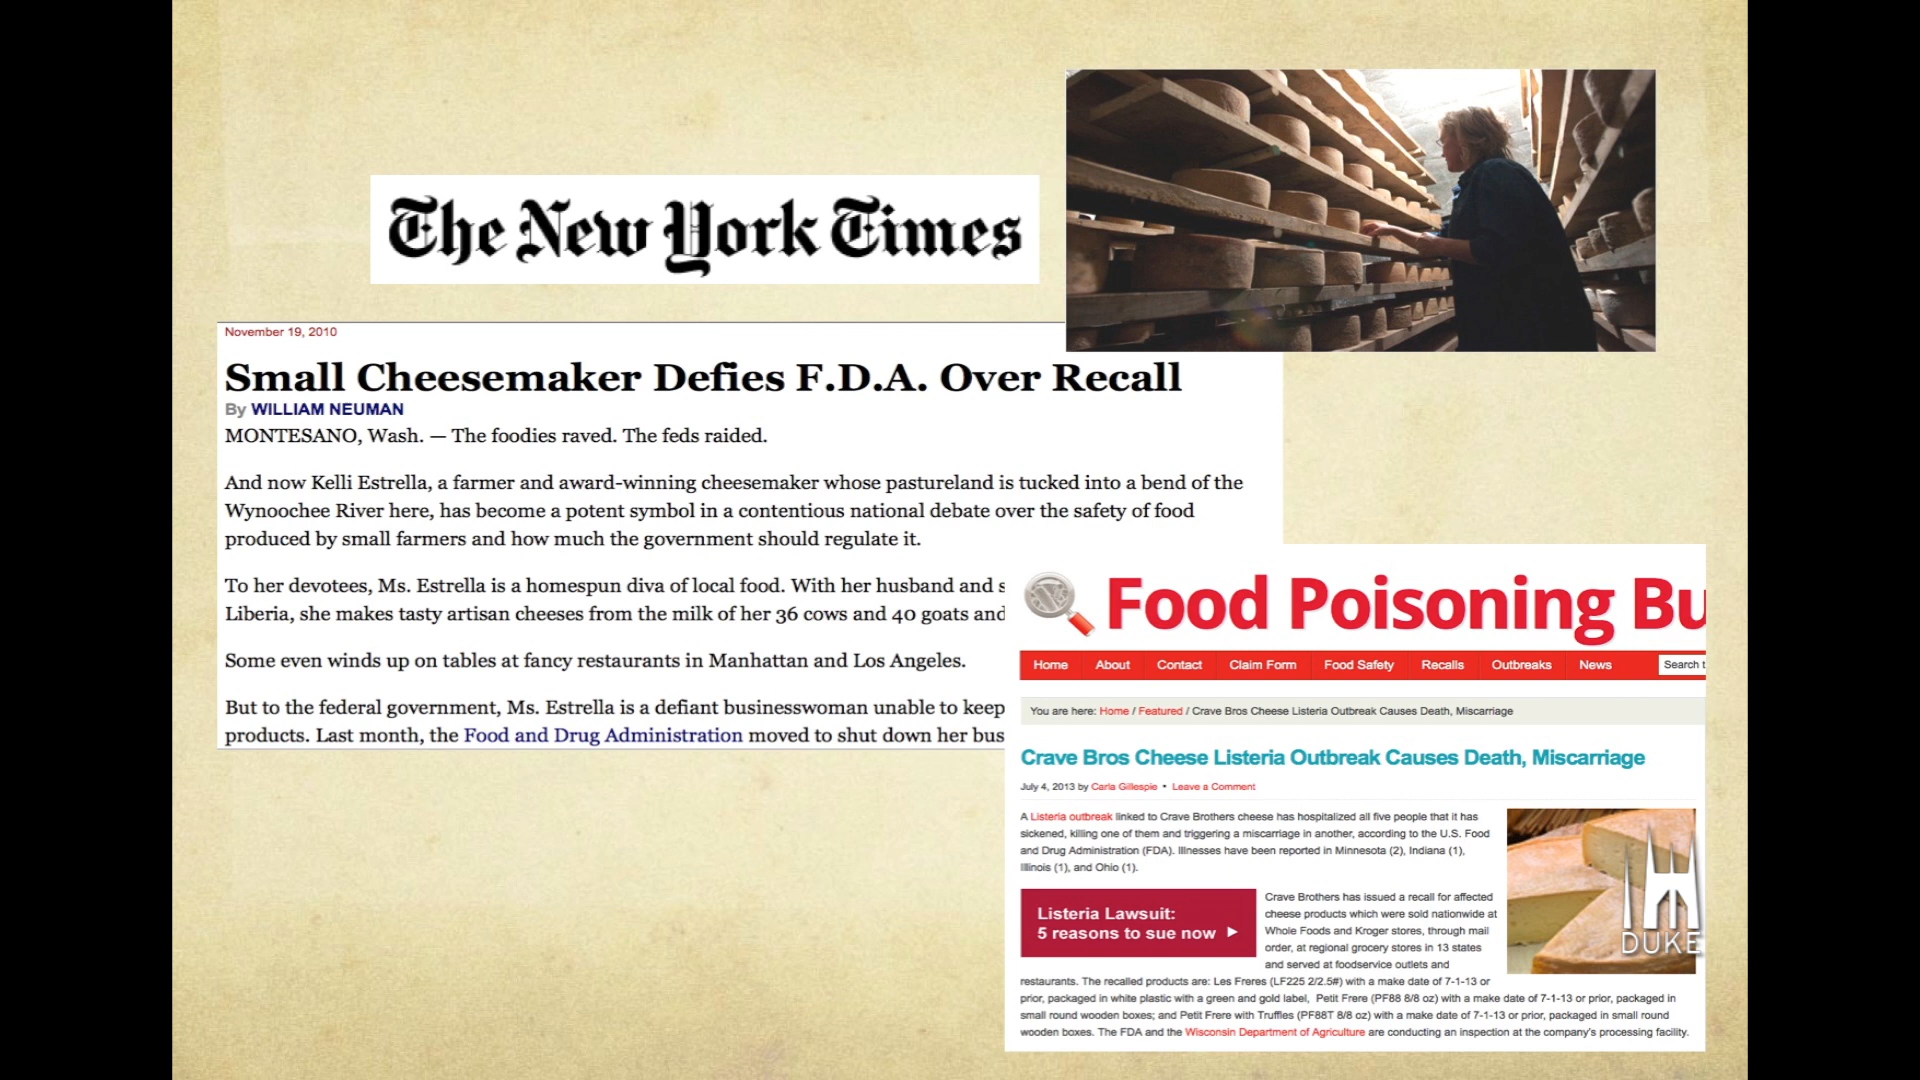 The New York Times
November 19, 2010
Small Cheesemaker Defies F.D.A. Over Recall
By WILLIAM NEUMAN
MONTESANO, Wash. — The foodies raved. The feds raided.
And now Kelli Estrella, a farmer and award-winning cheesemaker whose pastureland is tucked into a bend of the
Wynoochee River here, has become a potent symbol in a contentious national debate over the safety of food
produced by small farmers and how much the government should regulate it.
To her devotees, Ms. Estrella is a homespun diva of local food. With her husband and s
Liberia, she makes tasty artisan cheeses from the milk of her 36 cows and 40 goats and
Some even winds up on tables at fancy restaurants in Manhattan and Los Angeles.
But to the federal government, Ms. Estrella is a defiant businesswoman unable to keep
products. Last month, the Food and Drug Administration moved to shut down her bus
Food Poisoning Bu
Home About Contact Claim Form Food Safety Recalls Outbreaks News Search t
You are here: Home / Featured / Crave Bros Cheese Listeria Outbreak Causes Death, Miscarriage
Crave Bros Cheese Listeria Outbreak Causes Death, Miscarriage
July 4, 2013 by Carla Gillespie • Leave a Comment
A Listeria outbreak linked to Crave Brothers cheese has hospitalized all five people that it has
sickened, killing one of them and triggering a miscarriage in another, according to the U.S. Food
and Drug Administration (FDA). Illnesses have been reported in Minnesota (2), Indiana (1),
Illinois (1), and Ohio (1).
Listeria Lawsuit:
5 reasons to sue now
Crave Brothers has issued a recall for affected
cheese products which were sold nationwide at
Whole Foods and Kroger stores, through mail
order, at regional grocery stores in 13 states
and served at foodservice outlets and
restaurants. The recalled products are: Les Freres (LF225 2/2.5#) with a make date of 7-1-13 or
prior, packaged in white plastic with a green and gold label, Petit Frere (PF88 8/8 oz) with a make date of 7-1-13 or prior, packaged in
small round wooden boxes; and Petit Frere with Truffles (PF88T 8/8 oz) with a make date of 7-1-13 or prior, packaged in small round
wooden boxes. The FDA and the Wisconsin Department of Agriculture are conducting an inspection at the company's processing facility.
DUKE